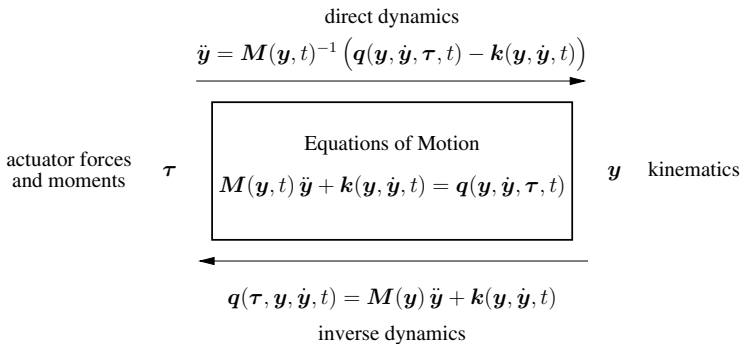 direct dynamics
ÿ = M(y, t)⁻¹ (q(y, ẏ, τ, t) − k(y, ẏ, t))
Equations of Motion
actuator forces
and moments
τ
M(y, t) ÿ + k(y, ẏ, t) = q(y, ẏ, τ, t)
y
kinematics
q(τ, y, ẏ, t) = M(y) ÿ + k(y, ẏ, t)
inverse dynamics